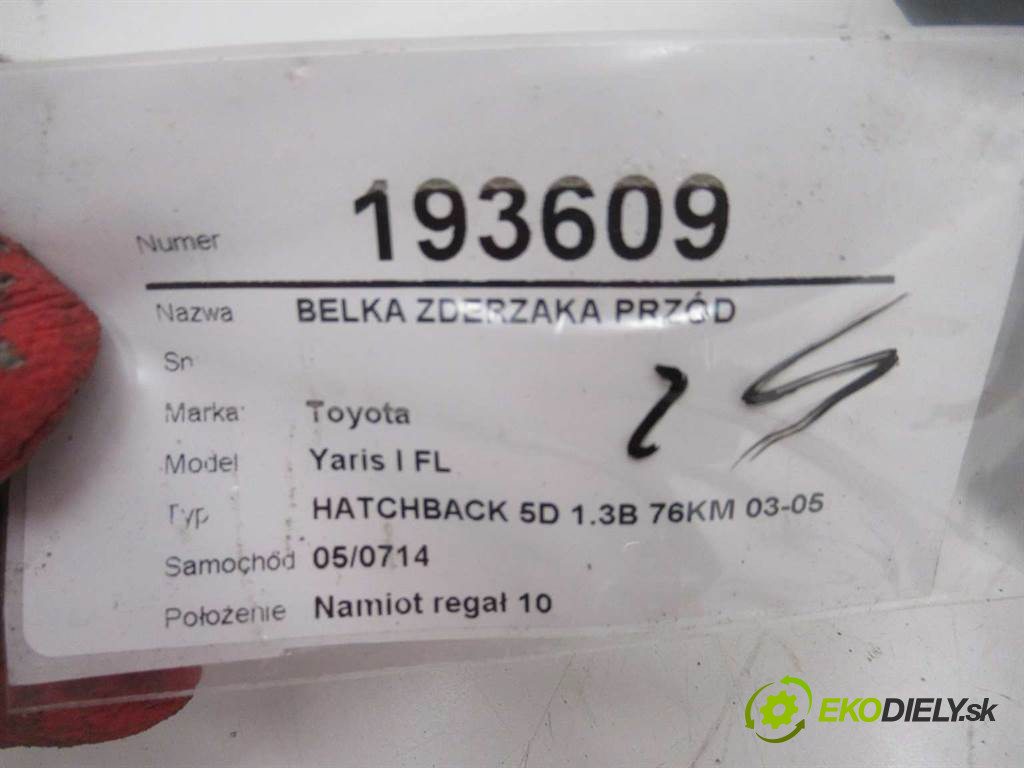 Numer 193609
Nazwa BELKA ZDERZAKA PRZÓD
Sn
Marka Toyota
Model Yaris I FL
Typ HATCHBACK 5D 1.3B 76KM 03-05
Samochód 05/0714
Położenie Namiot regał 10
EKODIELY.sk